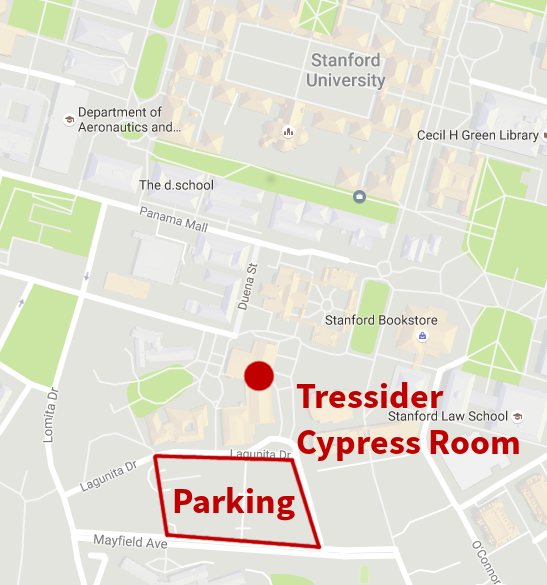 Stanford
University
Department of
Aeronautics and...
Cecil H Green Library
The d.school
Panama Mall
Duena St
Stanford Bookstore
Tressider
Lomita Dr
Stanford Law School
Cypress Room
Lagunita Dr
Lagunita Dr
Parking
Mayfield Ave
O'Connor